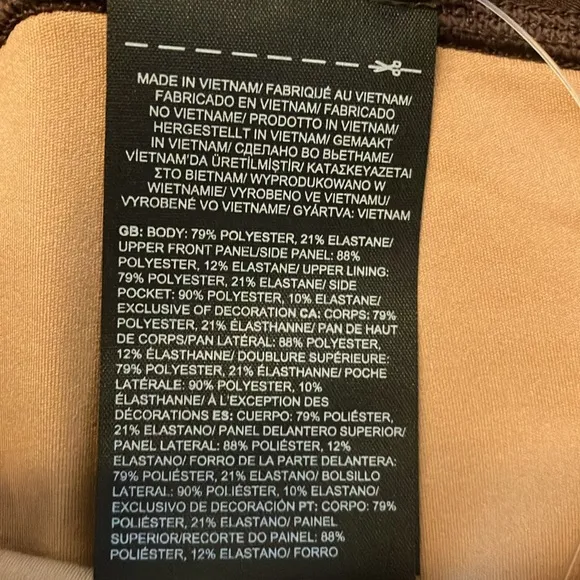 MADE IN VIETNAM/ FABRIQUÉ AU VIETNAM/
FABRICADO EN VIETNAM/ FABRICADO
NO VIETNAME/ PRODOTTO IN VIETNAM/
HERGESTELLT IN VIETNAM/ GEMAAKT
IN VIETNAM/ СДЕЛАНО ВО ВЬЕТНАМЕ/
VİETNAM'DA ÜRETİLMİŞTİR/ ΚΑΤΑΣΚΕΥΑΖΕΤΑΙ
ΣΤΟ ΒΙΕΤΝΑΜ/ WYPRODUKOWANO W
WIETNAMIE/ VYROBENO VE VIETNAMU/
VYROBENÉ VO VIETNAME/ GYÁRTVA: VIETNAM
GB: BODY: 79% POLYESTER, 21% ELASTANE/
UPPER FRONT PANEL/SIDE PANEL: 88%
POLYESTER, 12% ELASTANE/ UPPER LINING:
79% POLYESTER, 21% ELASTANE/ SIDE
POCKET: 90% POLYESTER, 10% ELASTANE/
EXCLUSIVE OF DECORATION CA: CORPS: 79%
POLYESTER, 21% ÉLASTHANNE/ PAN DE HAUT
DE CORPS/PAN LATÉRAL: 88% POLYESTER,
12% ÉLASTHANNE/ DOUBLURE SUPÉRIEURE:
79% POLYESTER, 21% ÉLASTHANNE/ POCHE
LATÉRALE: 90% POLYESTER, 10%
ÉLASTHANNE/ À L'EXCEPTION DES
DÉCORATIONS ES: CUERPO: 79% POLIÉSTER,
21% ELASTANO/ PANEL DELANTERO SUPERIOR/
PANEL LATERAL: 88% POLIÉSTER, 12%
ELASTANO/ FORRO DE LA PARTE DELANTERA:
79% POLIÉSTER, 21% ELASTANO/ BOLSILLO
LATERAL: 90% POLIÉSTER, 10% ELASTANO/
EXCLUSIVO DE DECORACIÓN PT: CORPO: 79%
POLIÉSTER, 21% ELASTANO/ PAINEL
SUPERIOR/RECORTE DO PAINEL: 88%
POLIÉSTER, 12% ELASTANO/ FORRO